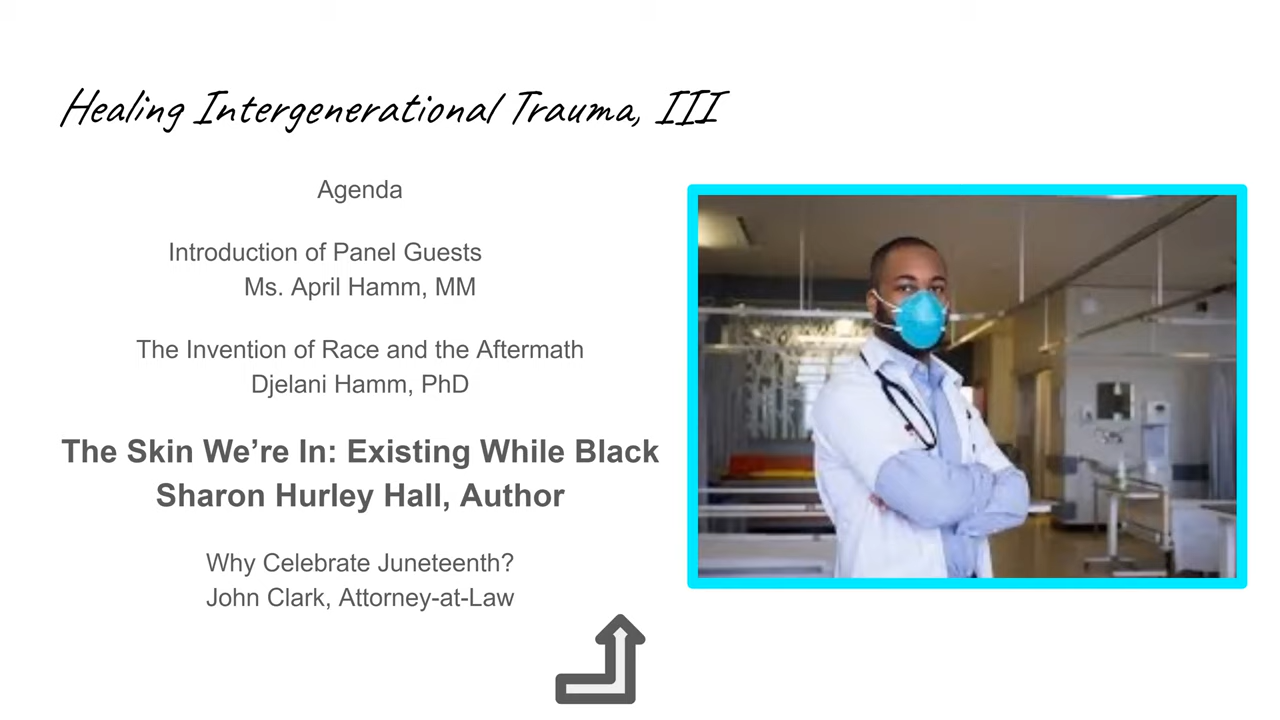 Healing Intergenerational Trauma, III
Agenda
Introduction of Panel Guests
Ms. April Hamm, MM
The Invention of Race and the Aftermath
Djelani Hamm, PhD
The Skin We’re In: Existing While Black
Sharon Hurley Hall, Author
Why Celebrate Juneteenth?
John Clark, Attorney-at-Law